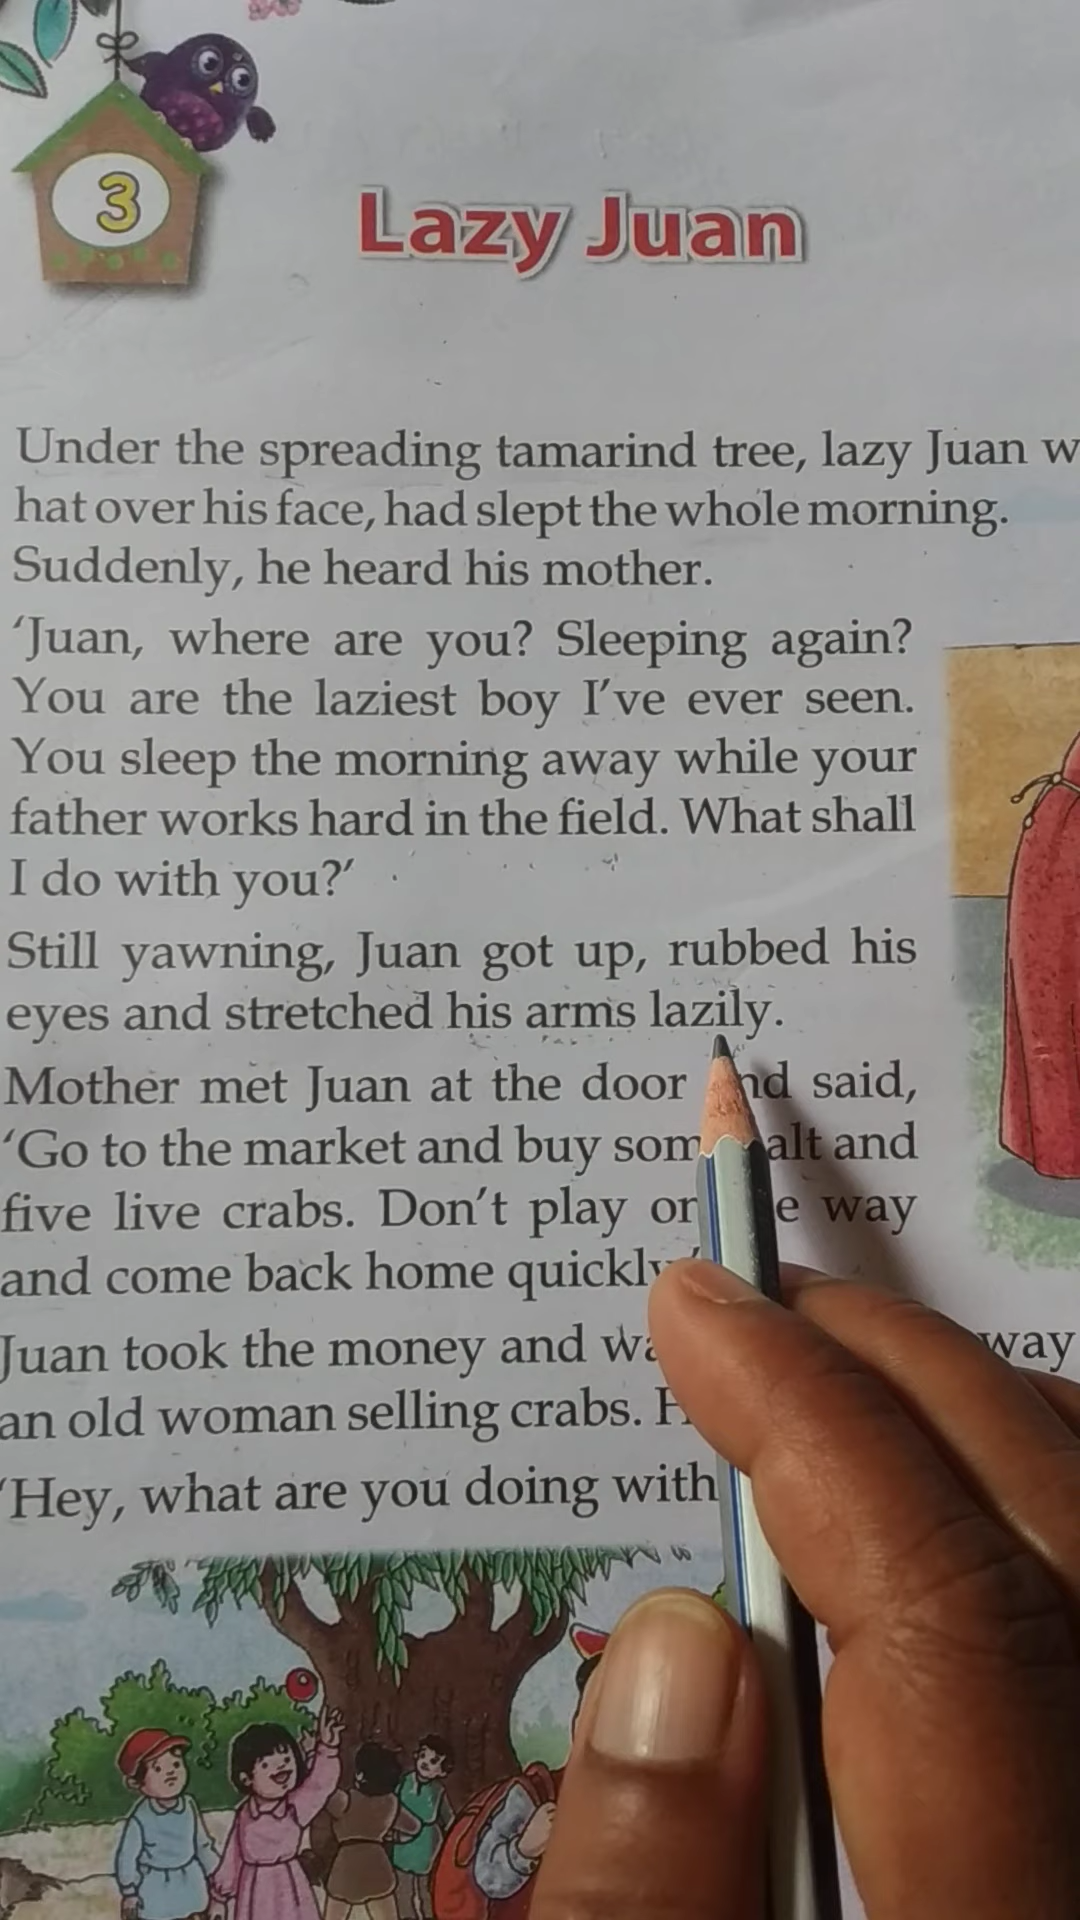 3
Lazy Juan
Under the spreading tamarind tree, lazy Juan
hat over his face, had slept the whole morning.
Suddenly, he heard his mother.
‘Juan, where are you? Sleeping again?
You are the laziest boy I’ve ever seen.
You sleep the morning away while your
father works hard in the field. What shall
I do with you?’
Still yawning, Juan got up, rubbed his
eyes and stretched his arms lazily.
Mother met Juan at the door said,
‘Go to the market and buy and
five live crabs. Don’t play way
and come back home quickly
Juan took the money and way
an old woman selling crabs.
‘Hey, what are you doing with